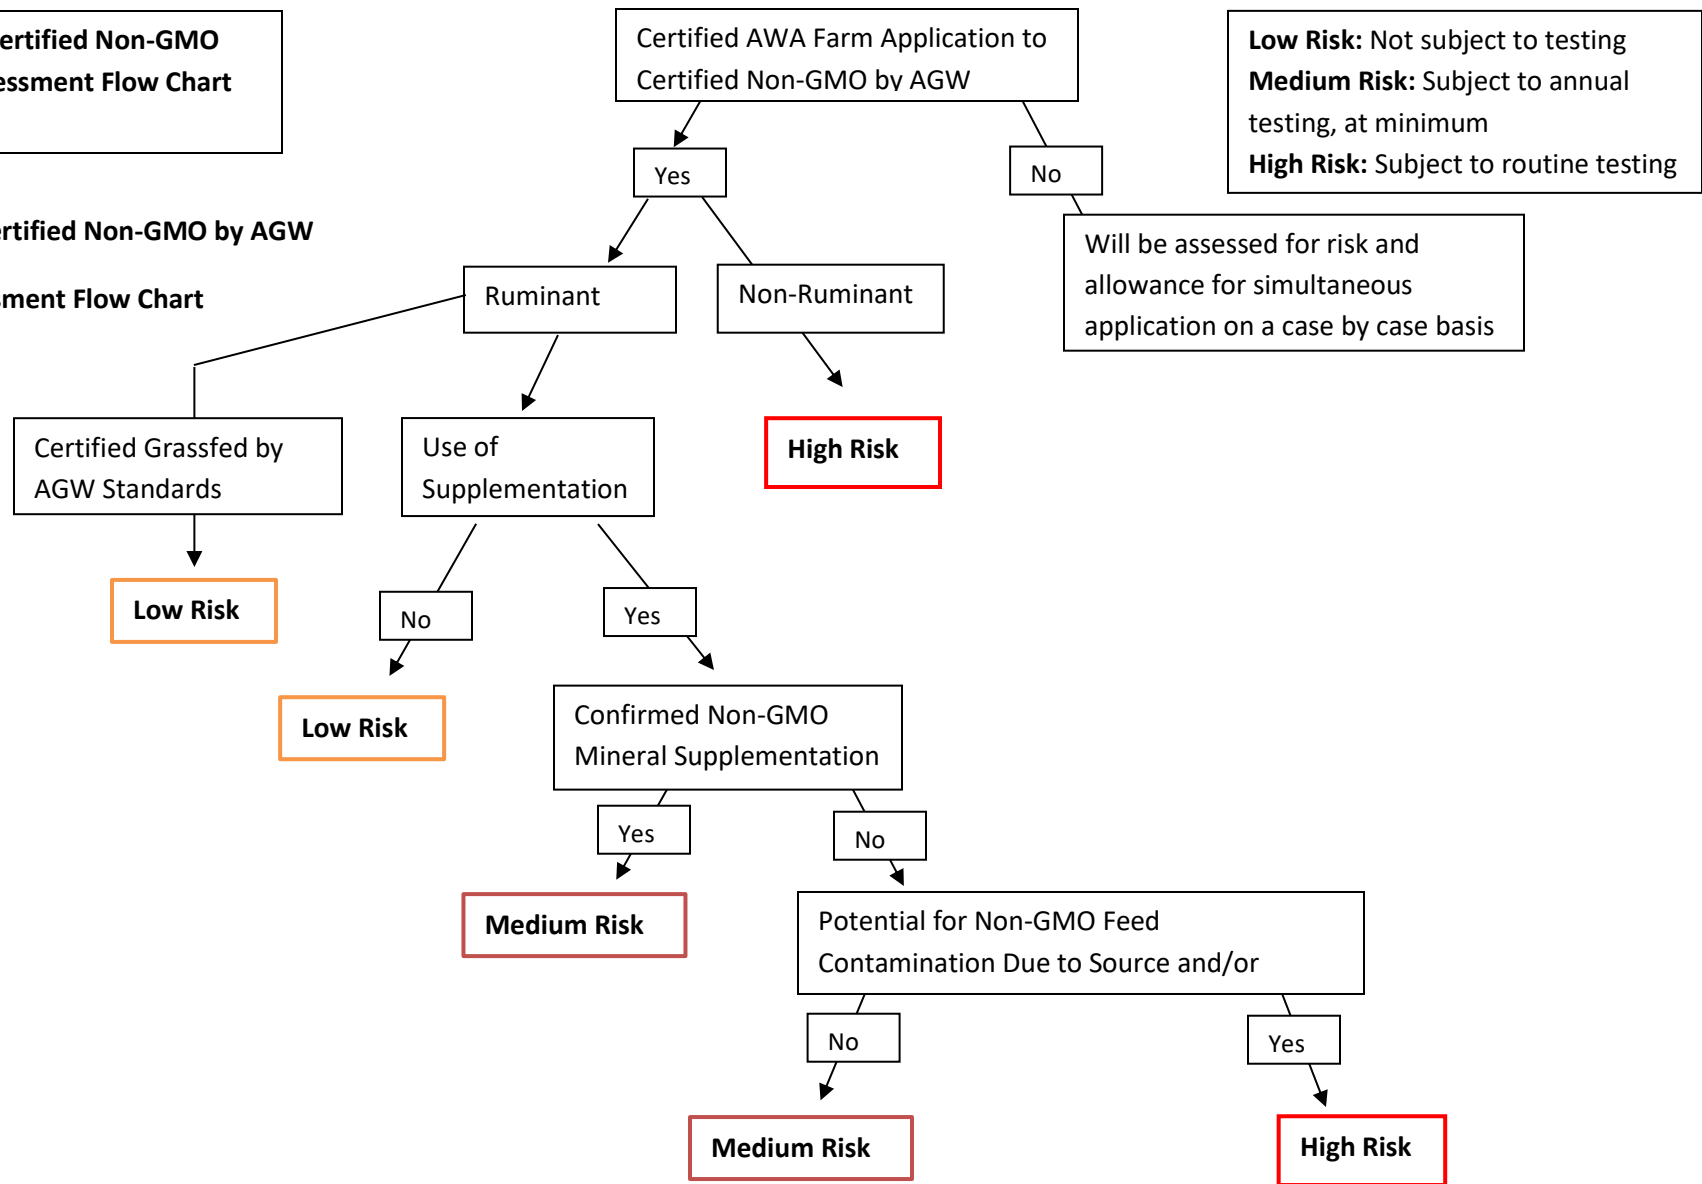 ertified Non-GMO
essment Flow Chart
Certified AWA Farm Application to
Certified Non-GMO by AGW
Low Risk: Not subject to testing
Medium Risk: Subject to annual
testing, at minimum
High Risk: Subject to routine testing
Yes
No
ertified Non-GMO by AGW
sment Flow Chart
Will be assessed for risk and
allowance for simultaneous
application on a case by case basis
Ruminant
Non-Ruminant
Certified Grassfed by
AGW Standards
Use of
Supplementation
High Risk
Low Risk
No
Yes
Low Risk
Confirmed Non-GMO
Mineral Supplementation
Yes
No
Medium Risk
Potential for Non-GMO Feed
Contamination Due to Source and/or
No
Yes
Medium Risk
High Risk